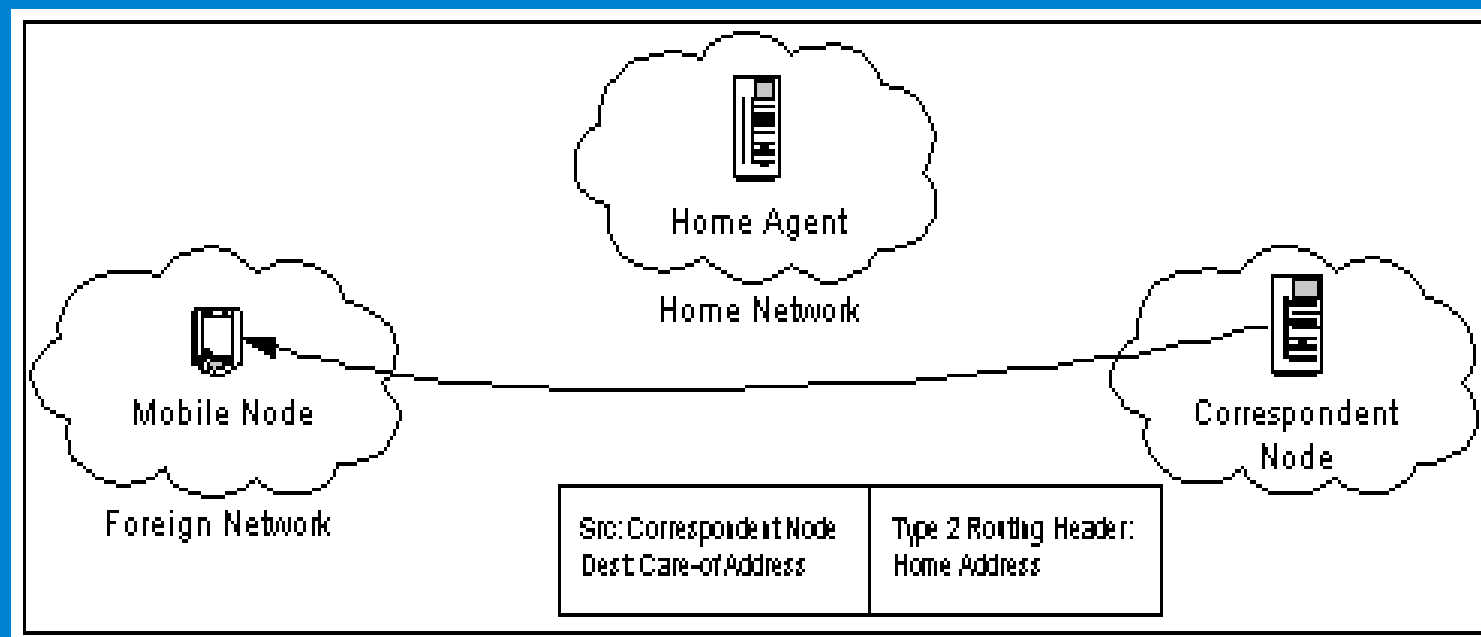 Home Agent
Home Network
Mobile Node
Foreign Network
Correspondent
Node
Src: Correspondent Node
Dest: Care-of Address
Type 2 Routing Header:
Home Address